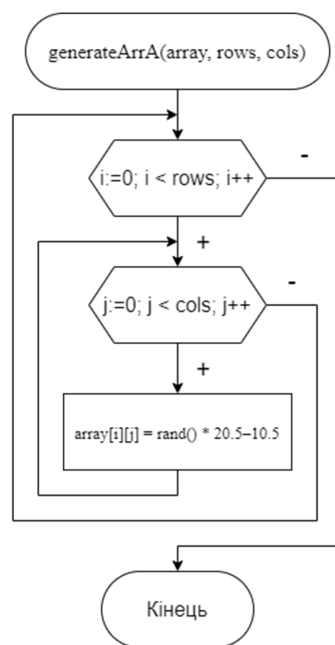 generateArrA(array, rows, cols)
i:=0; i < rows; i++
-
+
j:=0; j < cols; j++
-
+
array[i][j] = rand() * 20.5–10.5
Кінець